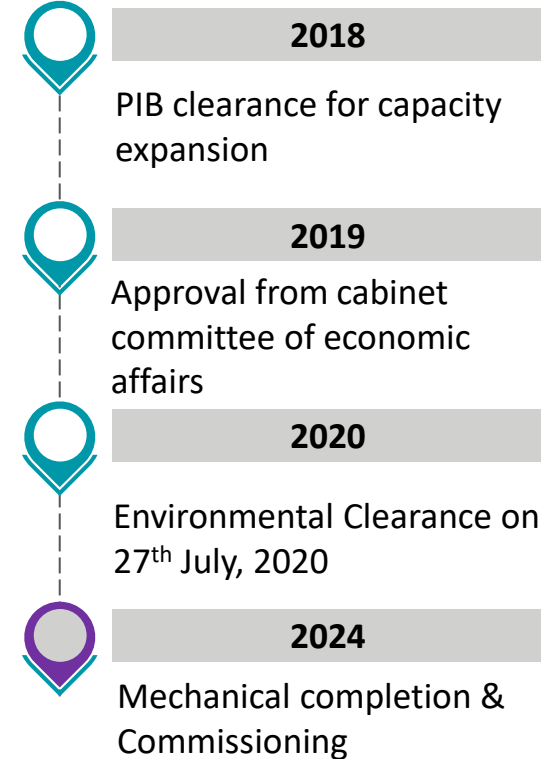 2018
PIB clearance for capacity
expansion
2019
Approval from cabinet
committee of economic
affairs
2020
Environmental Clearance on
27th July, 2020
2024
Mechanical completion &
Commissioning